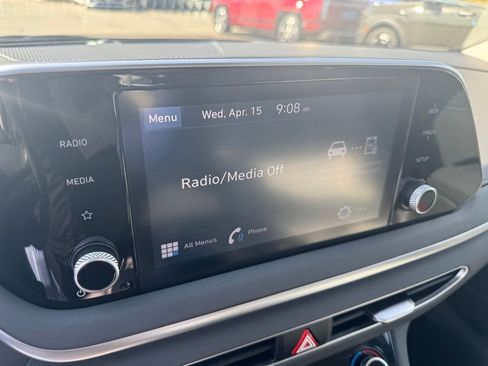 Menu
Wed, Apr. 15
9:08 AM
RADIO
MEDIA
Radio/Media Off
All Menus
Phone
SEEK
TRACK
SETUP